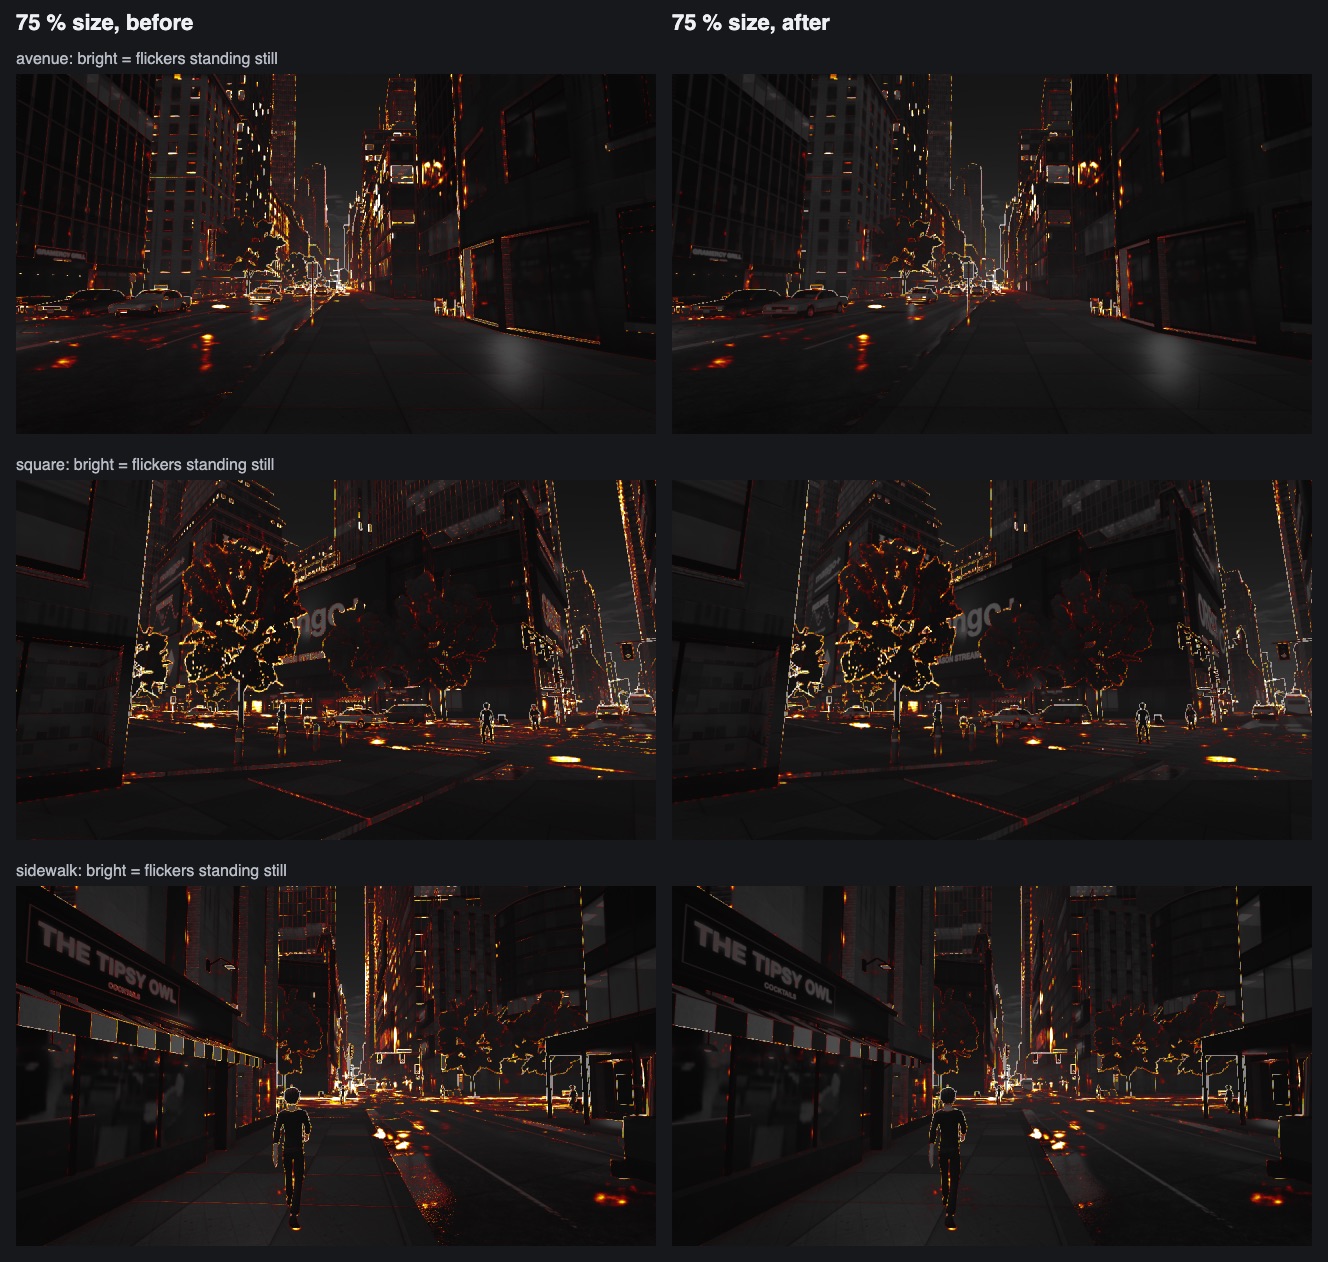 75 % size, before
75 % size, after
avenue: bright = flickers standing still
square: bright = flickers standing still
sidewalk: bright = flickers standing still
THE TIPSY OWL
COCKTAILS
THE TIPSY OWL
COCKTAILS